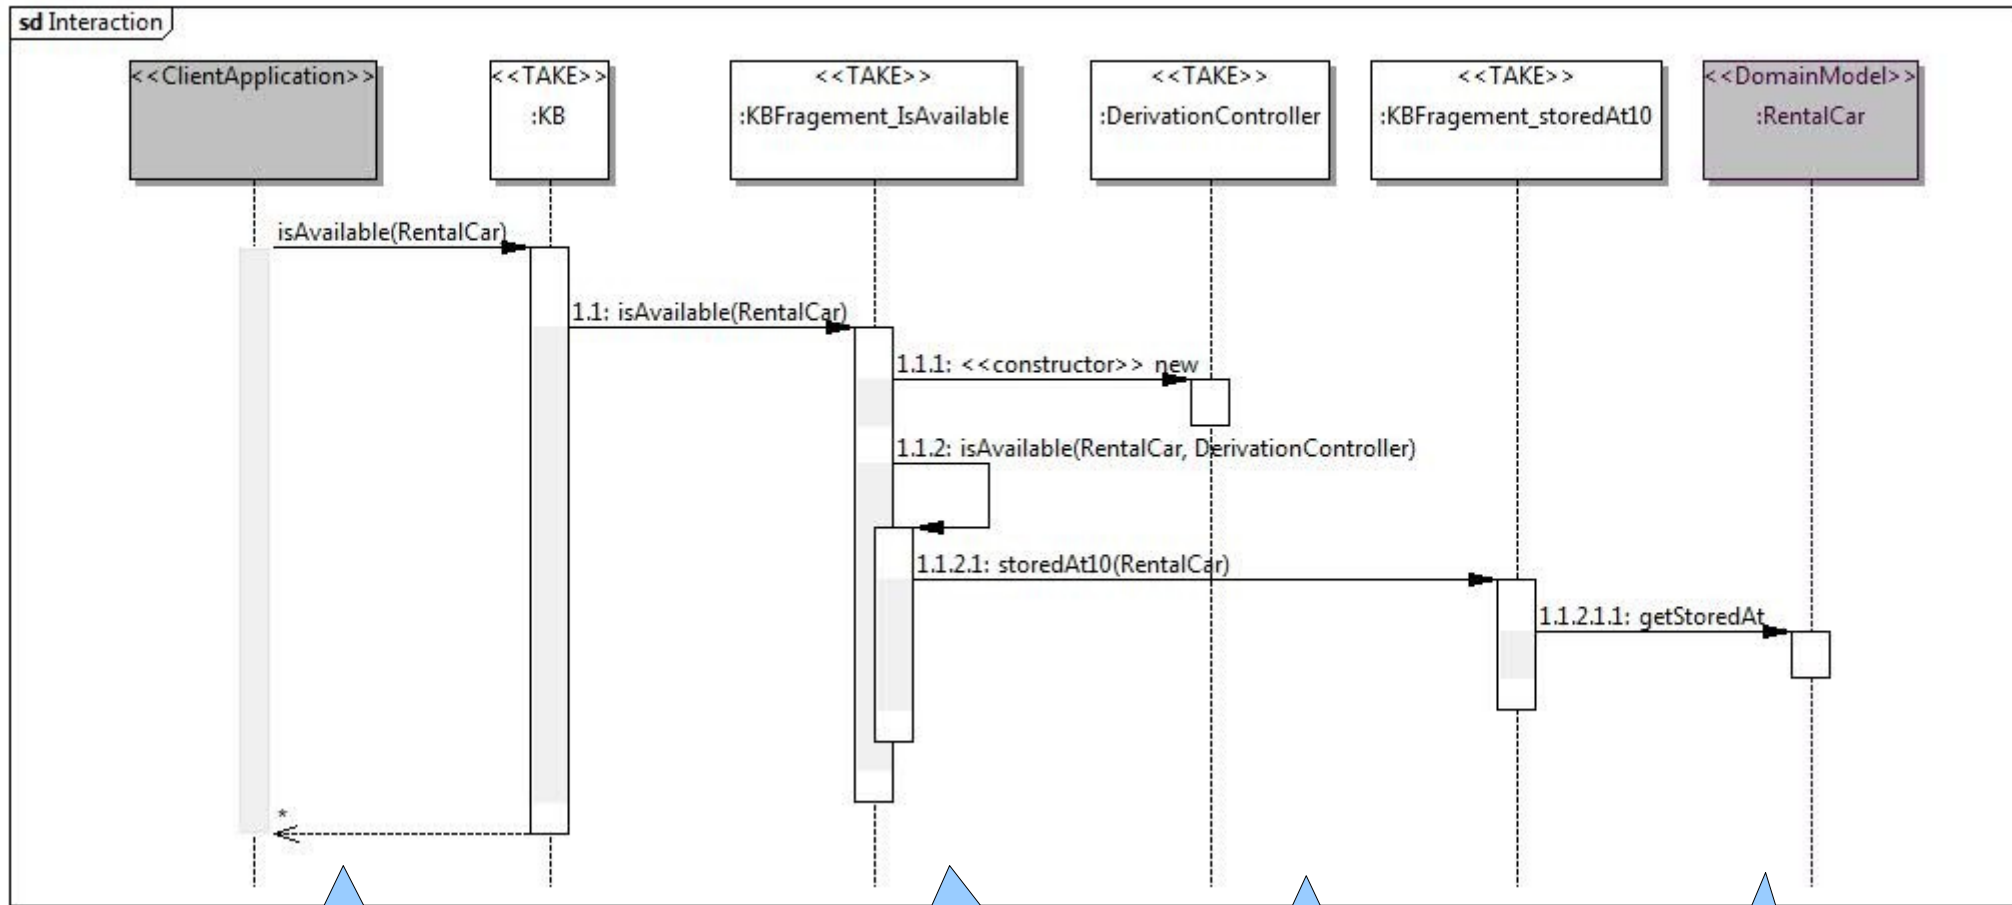 sd Interaction
<<ClientApplication>>
<<TAKE>>
:KB
<<TAKE>>
:KBFragement_IsAvailable
<<TAKE>>
:DerivationController
<<TAKE>>
:KBFragement_storedAt10
<<DomainModel>>
:RentalCar
isAvailable(RentalCar)
1.1: isAvailable(RentalCar)
1.1.1: <<constructor>> new
1.1.2: isAvailable(RentalCar, DerivationController)
1.1.2.1: storedAt10(RentalCar)
1.1.2.1.1: getStoredAt
*